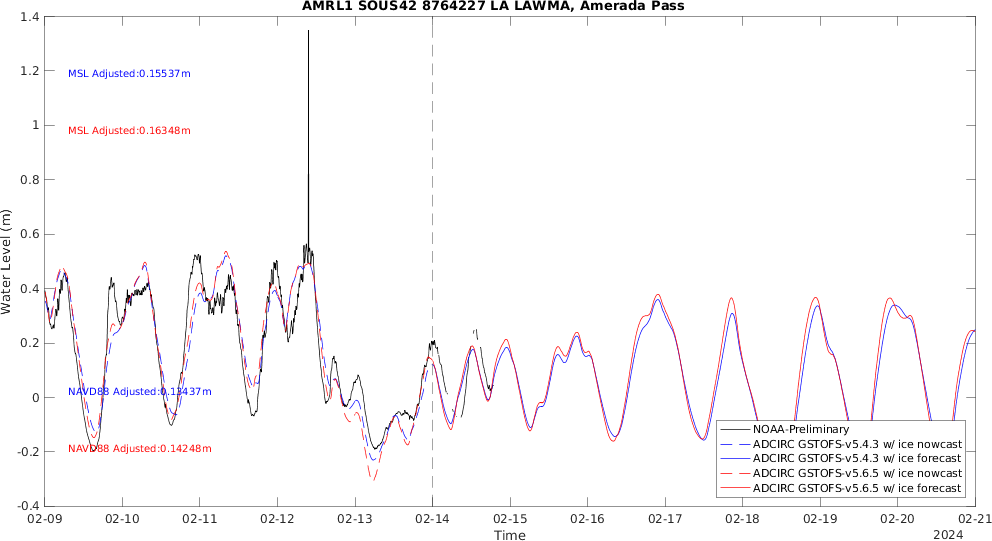 AMRL1 SOUS42 8764227 LA LAWMA, Amerada Pass
1.4
1.2
1
0.8
0.6
0.4
0.2
0
-0.2
-0.4
Water Level (m)
MSL Adjusted:0.15537m
MSL Adjusted:0.16348m
NAVD88 Adjusted:0.13437m
NAVD88 Adjusted:0.14248m
NOAA-Preliminary
ADCIRC GSTOFS-v5.4.3 w/ ice nowcast
ADCIRC GSTOFS-v5.4.3 w/ ice forecast
ADCIRC GSTOFS-v5.6.5 w/ ice nowcast
ADCIRC GSTOFS-v5.6.5 w/ ice forecast
02-09 02-10 02-11 02-12 02-13 02-14 02-15 02-16 02-17 02-18 02-19 02-20 02-21
Time
2024